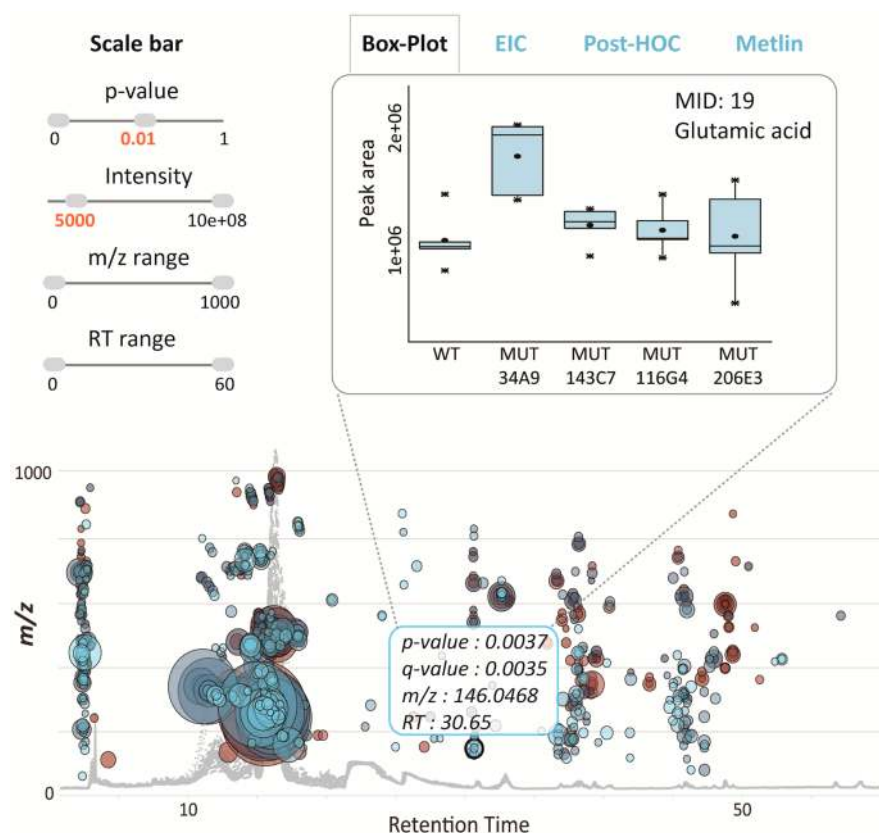 Scale bar
p-value
0 0.01 1
Intensity
5000 10e+08
m/z range
0 1000
RT range
0 60
Box-Plot EIC Post-HOC Metlin
MID: 19
Glutamic acid
Peak area
2e+06
1e+06
WT MUT MUT MUT MUT
34A9 143C7 116G4 206E3
1000
m/z
0
p-value : 0.0037
q-value : 0.0035
m/z : 146.0468
RT : 30.65
10 50
Retention Time